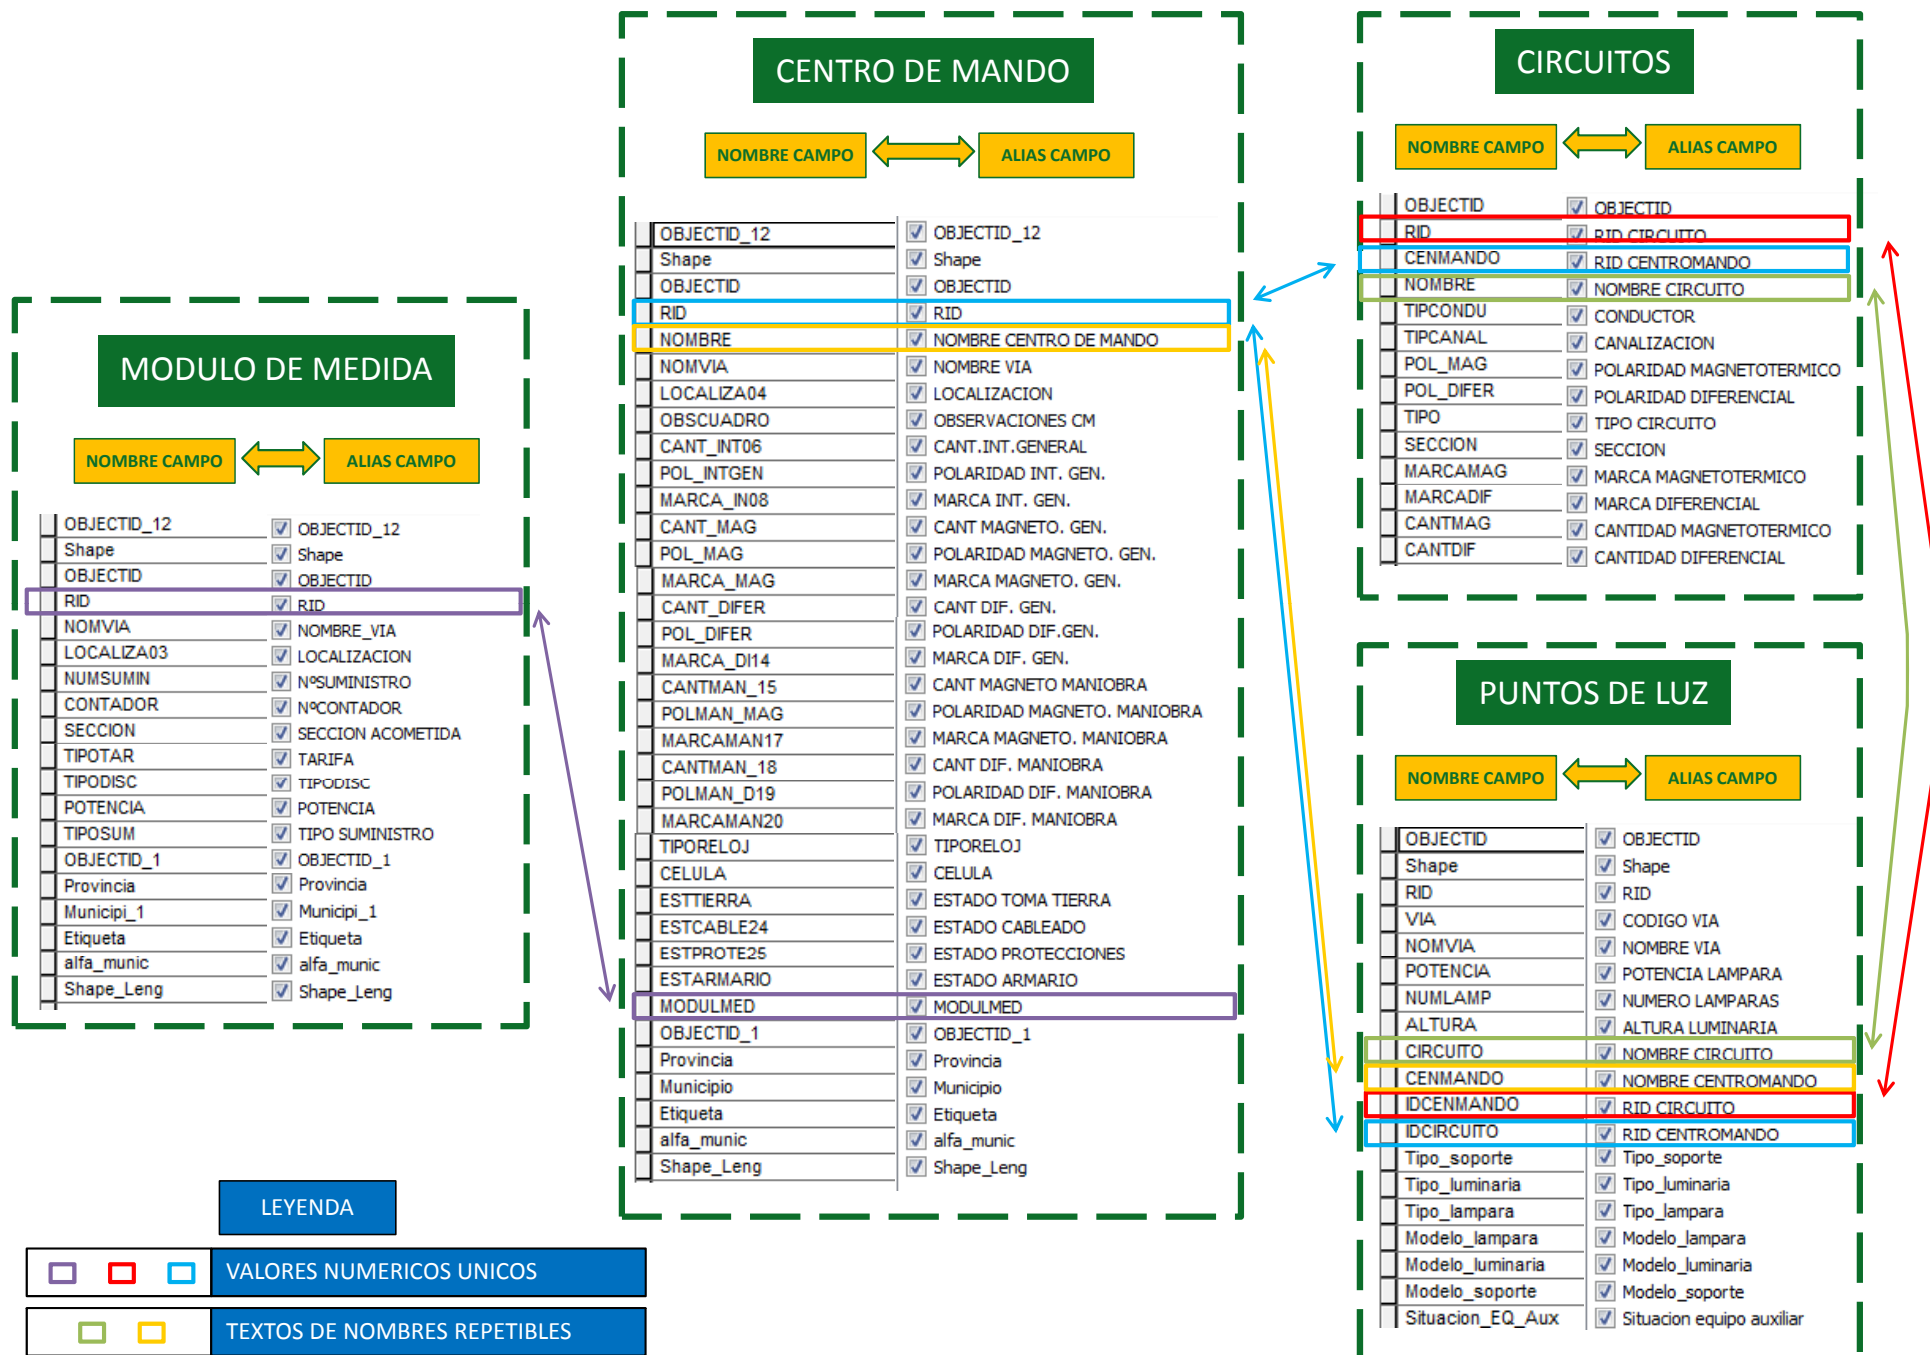 MODULO DE MEDIDA
NOMBRE CAMPO ALIAS CAMPO
OBJECTID_12 OBJECTID_12
Shape Shape
OBJECTID OBJECTID
RID RID
NOMVIA NOMBRE_VIA
LOCALIZA03 LOCALIZACION
NUMSUMIN NºSUMINISTRO
CONTADOR NºCONTADOR
SECCION SECCION ACOMETIDA
TIPOTAR TARIFA
TIPODISC TIPODISC
POTENCIA POTENCIA
TIPOSUM TIPO SUMINISTRO
OBJECTID_1 OBJECTID_1
Provincia Provincia
Municipi_1 Municipi_1
Etiqueta Etiqueta
alfa_munic alfa_munic
Shape_Leng Shape_Leng
CENTRO DE MANDO
NOMBRE CAMPO ALIAS CAMPO
OBJECTID_12 OBJECTID_12
Shape Shape
OBJECTID OBJECTID
RID RID
NOMBRE NOMBRE CENTRO DE MANDO
NOMVIA NOMBRE VIA
LOCALIZA04 LOCALIZACION
OBSCUADRO OBSERVACIONES CM
CANT_INT06 CANT.INT.GENERAL
POL_INTGEN POLARIDAD INT. GEN.
MARCA_IN08 MARCA INT. GEN.
CANT_MAG CANT MAGNETO. GEN.
POL_MAG POLARIDAD MAGNETO. GEN.
MARCA_MAG MARCA MAGNETO. GEN.
CANT_DIFER CANT DIF. GEN.
POL_DIFER POLARIDAD DIF.GEN.
MARCA_DI14 MARCA DIF. GEN.
CANTMAN_15 CANT MAGNETO MANIOBRA
POLMAN_MAG POLARIDAD MAGNETO. MANIOBRA
MARCAMAN17 MARCA MAGNETO. MANIOBRA
CANTMAN_18 CANT DIF. MANIOBRA
POLMAN_D19 POLARIDAD DIF. MANIOBRA
MARCAMAN20 MARCA DIF. MANIOBRA
TIPORELOJ TIPORELOJ
CELULA CELULA
ESTTIERRA ESTADO TOMA TIERRA
ESTCABLE24 ESTADO CABLEADO
ESTPROTE25 ESTADO PROTECCIONES
ESTARMARIO ESTADO ARMARIO
MODULMED MODULMED
OBJECTID_1 OBJECTID_1
Provincia Provincia
Municipio Municipio
Etiqueta Etiqueta
alfa_munic alfa_munic
Shape_Leng Shape_Leng
CIRCUITOS
NOMBRE CAMPO ALIAS CAMPO
OBJECTID OBJECTID
RID RID CIRCUITO
CENMANDO RID CENTROMANDO
NOMBRE NOMBRE CIRCUITO
TIPCONDU CONDUCTOR
TIPCANAL CANALIZACION
POL_MAG POLARIDAD MAGNETOTERMICO
POL_DIFER POLARIDAD DIFERENCIAL
TIPO TIPO CIRCUITO
SECCION SECCION
MARCAMAG MARCA MAGNETOTERMICO
MARCADIF MARCA DIFERENCIAL
CANTMAG CANTIDAD MAGNETOTERMICO
CANTDIF CANTIDAD DIFERENCIAL
PUNTOS DE LUZ
NOMBRE CAMPO ALIAS CAMPO
OBJECTID OBJECTID
Shape Shape
RID RID
VIA CODIGO VIA
NOMVIA NOMBRE VIA
POTENCIA POTENCIA LAMPARA
NUMLAMP NUMERO LAMPARAS
ALTURA ALTURA LUMINARIA
CIRCUITO NOMBRE CIRCUITO
CENMANDO NOMBRE CENTROMANDO
IDCENMANDO RID CIRCUITO
IDCIRCUITO RID CENTROMANDO
Tipo_soporte Tipo_soporte
Tipo_luminaria Tipo_luminaria
Tipo_lampara Tipo_lampara
Modelo_lampara Modelo_lampara
Modelo_luminaria Modelo_luminaria
Modelo_soporte Modelo_soporte
Situacion_EQ_Aux Situacion equipo auxiliar
LEYENDA
VALORES NUMERICOS UNICOS
TEXTOS DE NOMBRES REPETIBLES